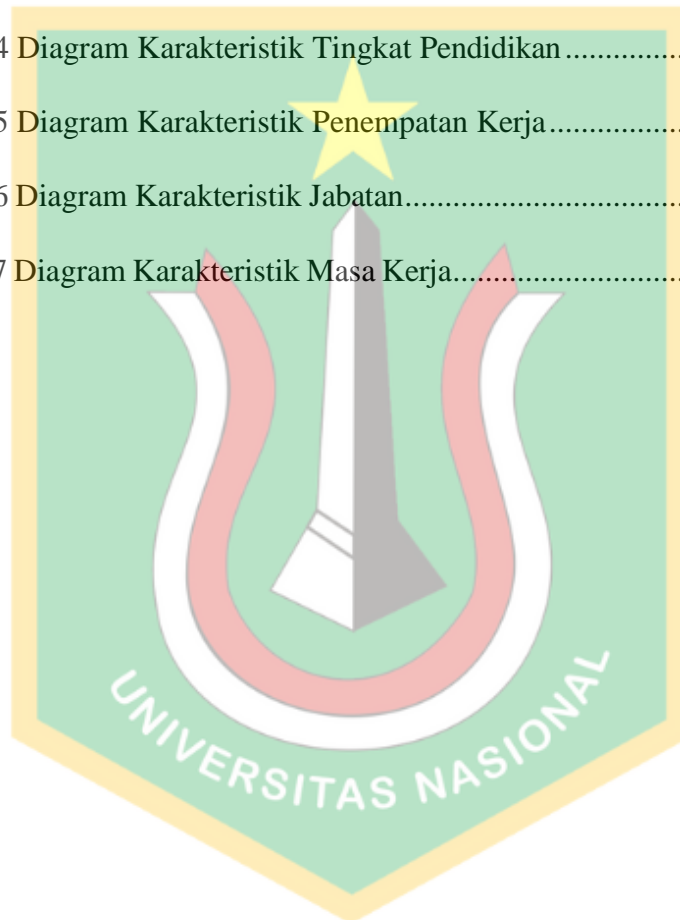 4 Diagram Karakteristik Tingkat Pendidikan..............
5 Diagram Karakteristik Penempatan Kerja................
6 Diagram Karakteristik Jabatan..................................
7 Diagram Karakteristik Masa Kerja............................
UNIVERSITAS NASIONAL